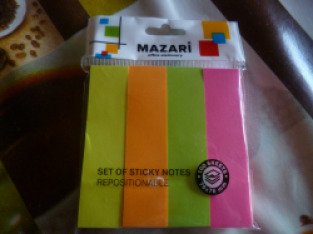 MAZARi
office stationery
SET OF STICKY NOTES
REPOSITIONABLE